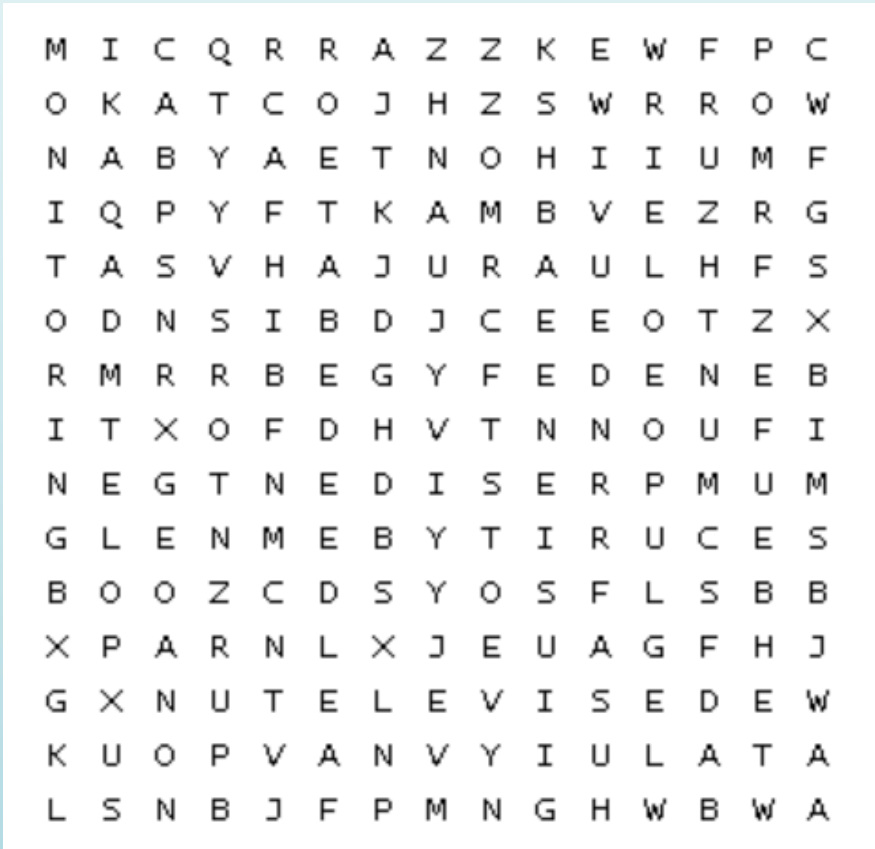 M I C Q R R A Z Z K E W F P C
O K A T C O J H Z S W R R O W
N A B Y A E T N O H I I U M F
I Q P Y F T K A M B V E Z R G
T A S V H A J U R A U L H F S
O D N S I B D J C E E O T Z X
R M R R B E G Y F E D E N E B
I T X O F D H V T N N O U F I
N E G T N E D I S E R P M U M
G L E N M E B Y T I R U C E S
B O O Z C D S Y O S F L S B B
X P A R N L X J E U A G F H J
G X N U T E L E V I S E D E W
K U O P V A N V Y I U L A T A
L S N B J F P M N G H W B W A